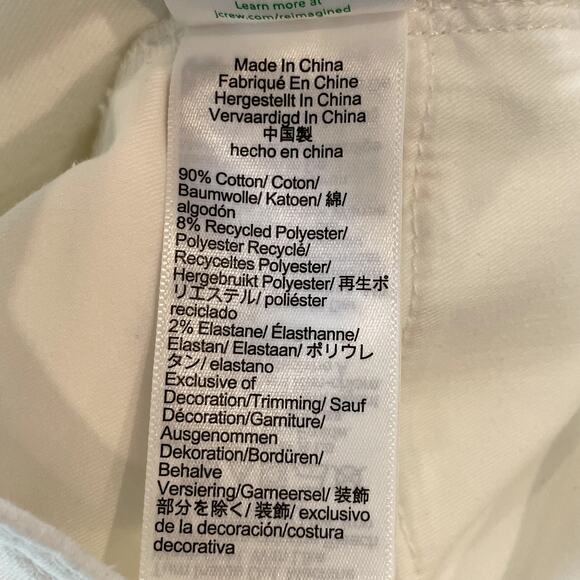 Learn more at
jcrew.com/reimagined
Made In China
Fabriqué En Chine
Hergestellt In China
Vervaardigd In China
中国製
hecho en china
90% Cotton/ Coton/
Baumwolle/ Katoen/ 綿/
algodón
8% Recycled Polyester/
Polyester Recyclé/
Recyceltes Polyester/
Hergebruikt Polyester/ 再生ポ
リエステル/ poliéster
reciclado
2% Elastane/ Élasthanne/
Elastan/ Elastaan/ ポリウレ
タン/ elastano
Exclusive of
Decoration/Trimming/ Sauf
Décoration/Garniture/
Ausgenommen
Dekoration/Bordüren/
Behalve
Versiering/Garneersel/ 装飾
部分を除く/ 装飾/ exclusivo
de la decoración/costura
decorativa